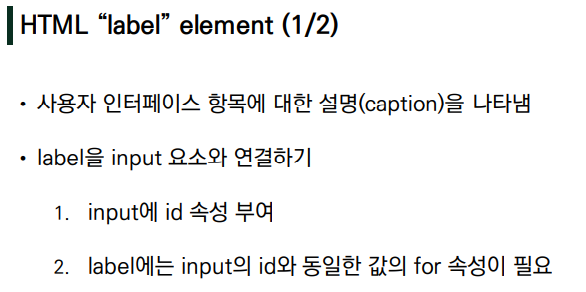 HTML “label” element (1/2)
• 사용자 인터페이스 항목에 대한 설명(caption)을 나타냄
• label을 input 요소와 연결하기
1. input에 id 속성 부여
2. label에는 input의 id와 동일한 값의 for 속성이 필요